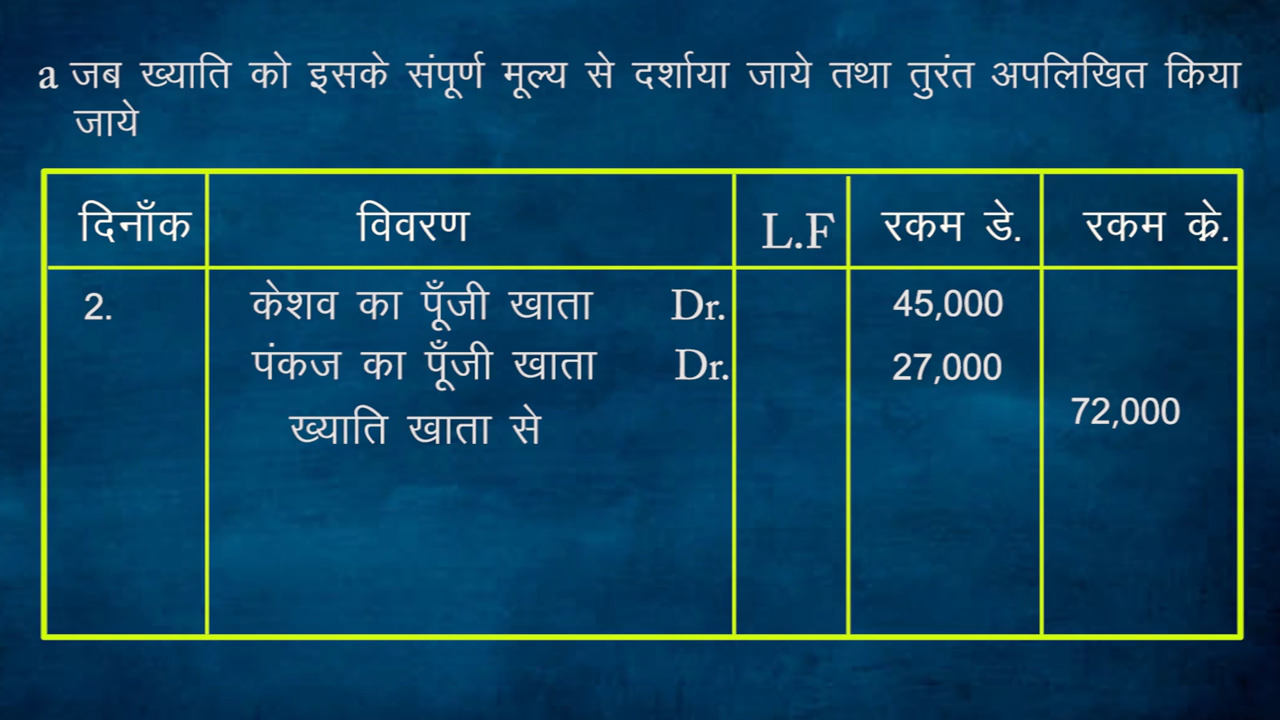 a जब ख्याति को इसके संपूर्ण मूल्य से दर्शाया जाये तथा तुरंत अपलिखित किया
जाये
दिनाँक विवरण L.F रकम डे. रकम क्रे.
2. केशव का पूँजी खाता Dr. 45,000
पंकज का पूँजी खाता Dr. 27,000
ख्याति खाता से 72,000